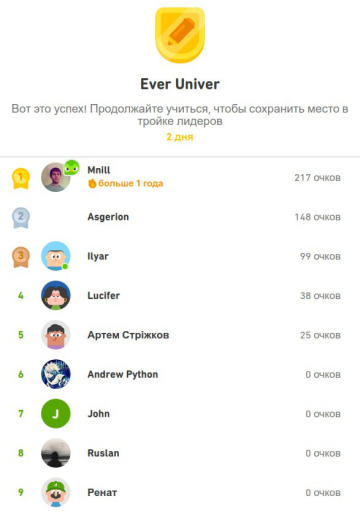 Ever Univer
Вот это успех! Продолжайте учиться, чтобы сохранить место в
тройке лидеров
2 дня
1 Mnill 217 очков
больше 1 года
2 Asgerlon 148 очков
3 Ilyar 99 очков
4 Lucifer 38 очков
5 Артем Стріжков 25 очков
6 Andrew Python 0 очков
7 J John 0 очков
8 Ruslan 0 очков
9 Ренат 0 очков